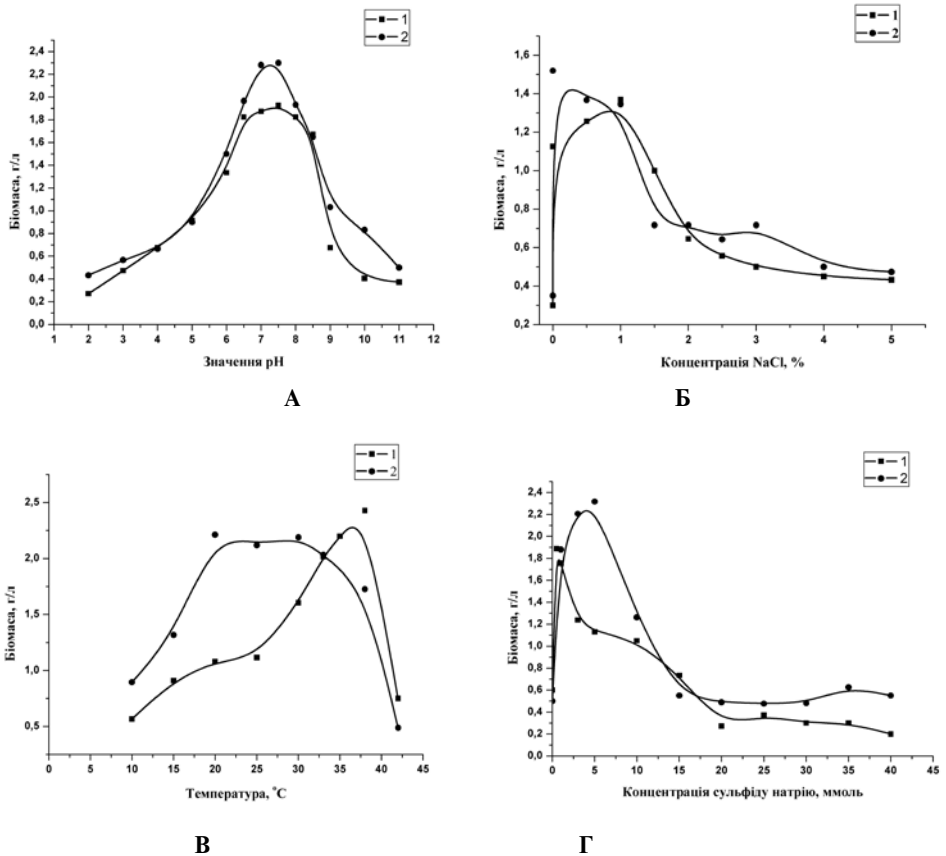 1
2
2,4
2,2
2,0
1,8
1,6
1,4
1,2
1,0
0,8
0,6
0,4
0,2
0,0
Біомаса, г/л
1 2 3 4 5 6 7 8 9 10 11 12
Значення рН
А
1
2
1,6
1,4
1,2
1,0
0,8
0,6
0,4
0,2
Біомаса, г/л
0 1 2 3 4 5
Концентрація NaCl, %
Б
1
2
2,5
2,0
1,5
1,0
0,5
Біомаса, г/л
0 5 10 15 20 25 30 35 40 45
Температура, °С
В
1
2
2,4
2,2
2,0
1,8
1,6
1,4
1,2
1,0
0,8
0,6
0,4
0,2
0,0
Біомаса, г/л
0 5 10 15 20 25 30 35 40 45
Концентрація сульфіду натрію, ммоль
Г